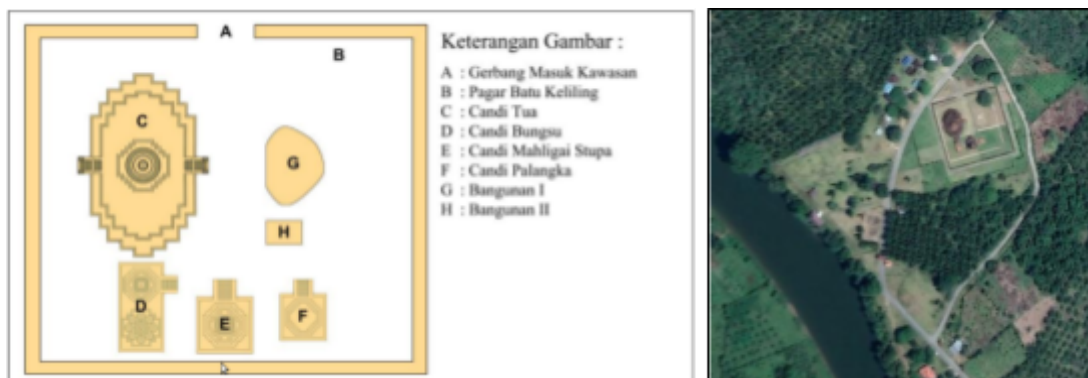 A
B
C
G
H
D
E
F
Keterangan Gambar :
A : Gerbang Masuk Kawasan
B : Pagar Batu Keliling
C : Candi Tua
D : Candi Bungsu
E : Candi Mahligai Stupa
F : Candi Palangka
G : Bangunan I
H : Bangunan II